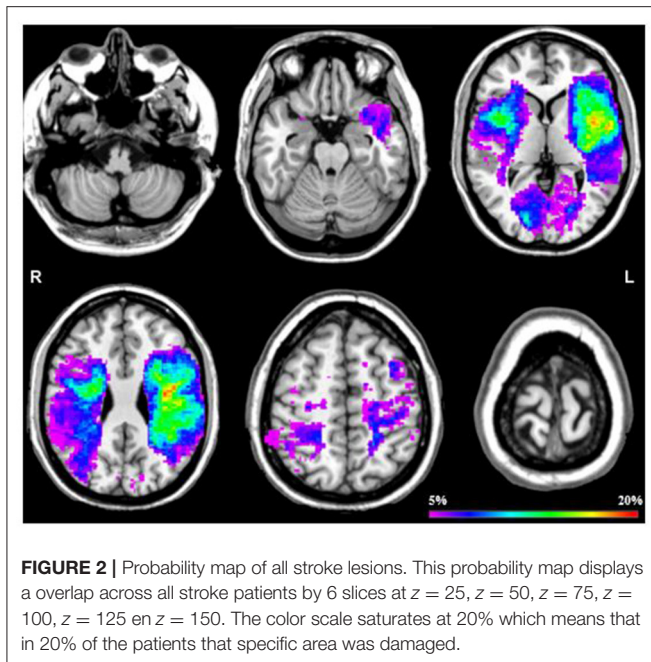 R
L
5%
20%
FIGURE 2 | Probability map of all stroke lesions. This probability map displays
a overlap across all stroke patients by 6 slices at z = 25, z = 50, z = 75, z =
100, z = 125 en z = 150. The color scale saturates at 20% which means that
in 20% of the patients that specific area was damaged.